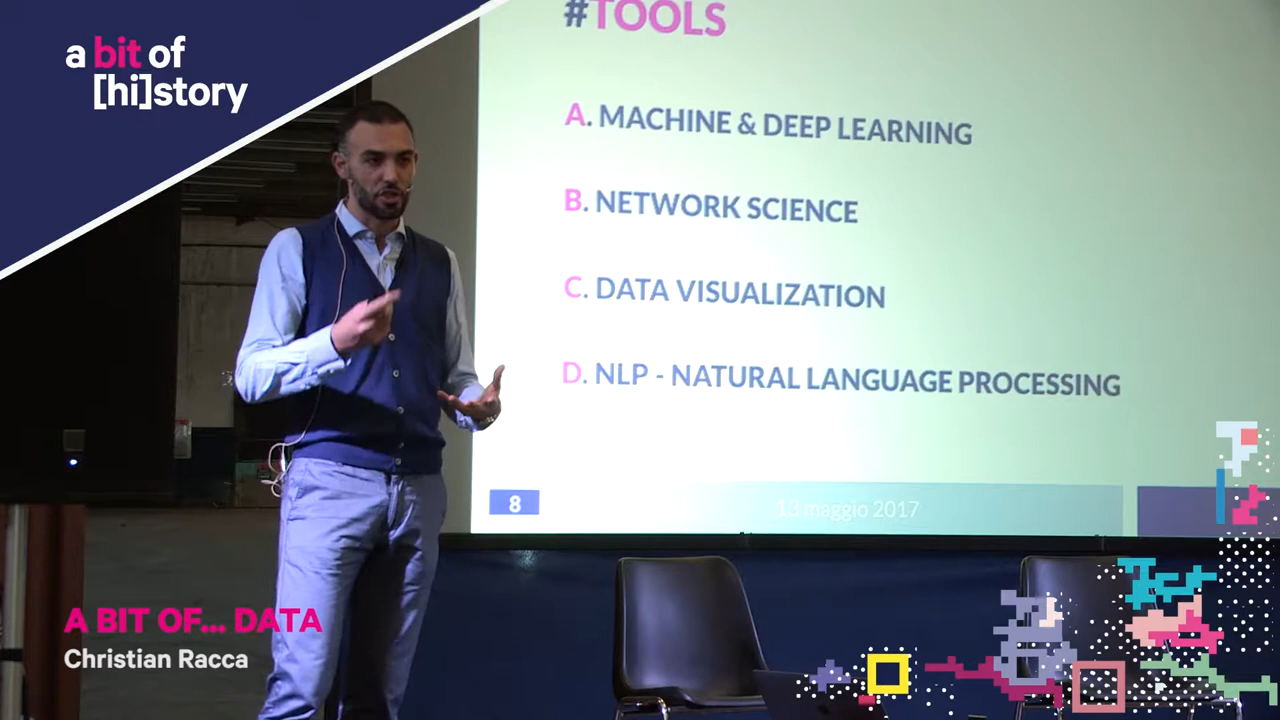 a bit of
[hi]story
#TOOLS
A. MACHINE & DEEP LEARNING
B. NETWORK SCIENCE
C. DATA VISUALIZATION
D. NLP - NATURAL LANGUAGE PROCESSING
8
13 maggio 2017
A BIT OF... DATA
Christian Racca